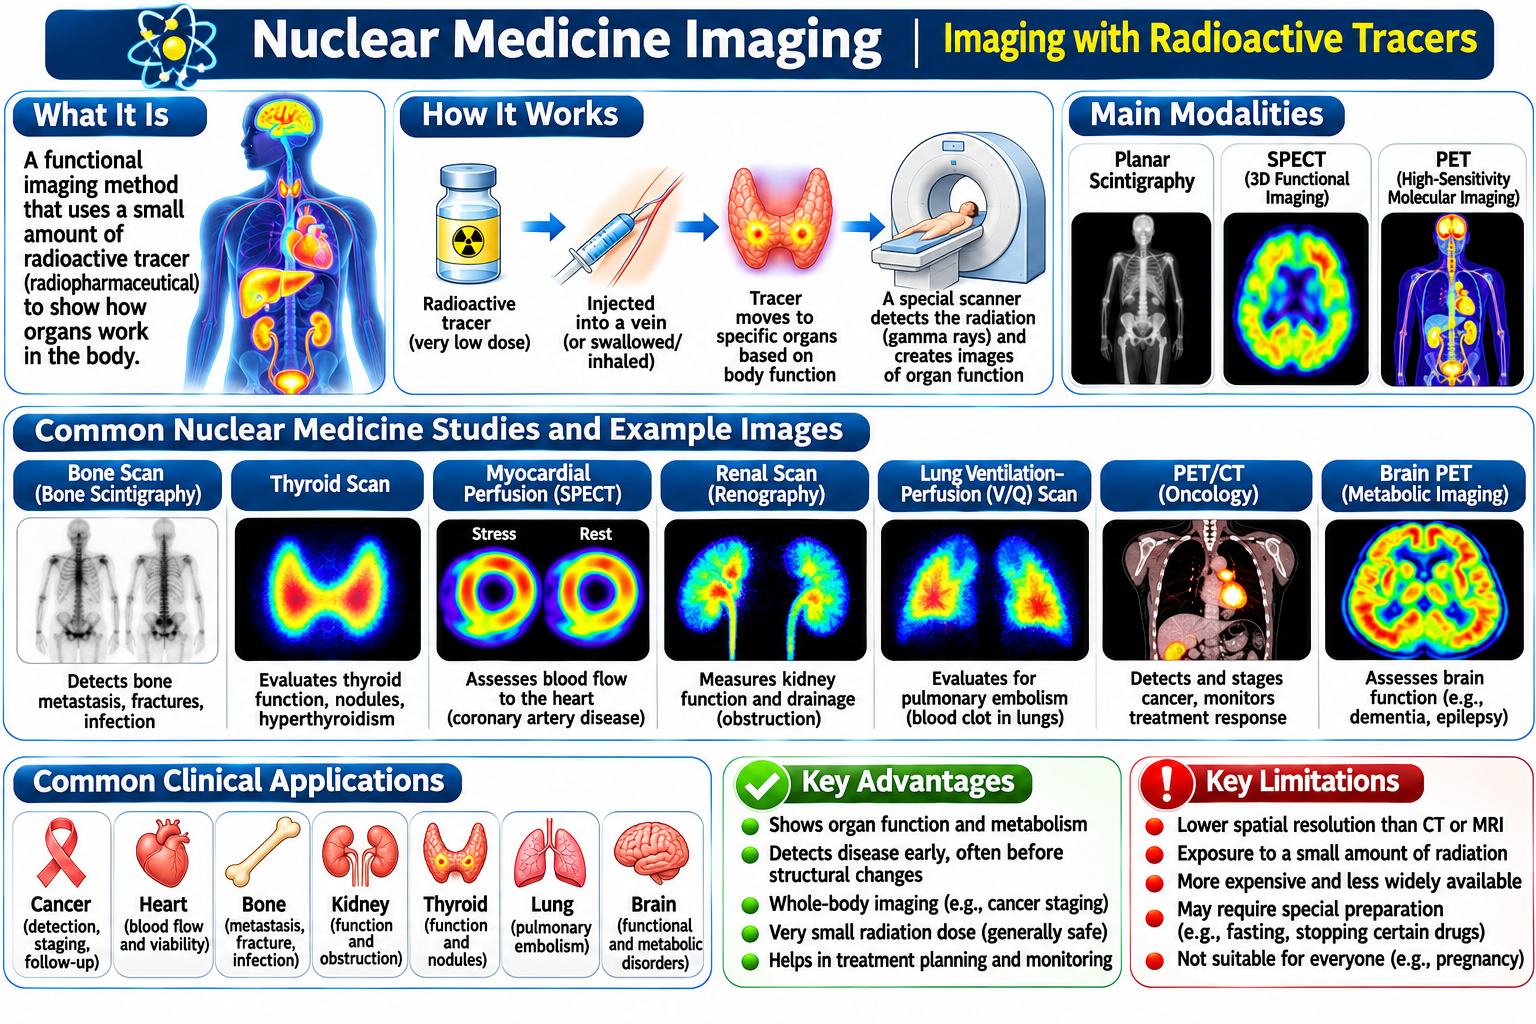 Nuclear Medicine Imaging | Imaging with Radioactive Tracers
What It Is
A functional
imaging method
that uses a small
amount of
radioactive tracer
(radiopharmaceutical)
to show how
organs work
in the body.
How It Works
Radioactive
tracer
(very low dose)
Injected
into a vein
(or swallowed/
inhaled)
Tracer
moves to
specific organs
based on
body function
A special scanner
detects the radiation
(gamma rays) and
creates images
of organ function
Main Modalities
Planar
Scintigraphy
SPECT
(3D Functional
Imaging)
PET
(High-Sensitivity
Molecular Imaging)
Common Nuclear Medicine Studies and Example Images
Bone Scan
(Bone Scintigraphy)
Detects bone
metastasis, fractures,
infection
Thyroid Scan
Evaluates thyroid
function, nodules,
hyperthyroidism
Myocardial
Perfusion (SPECT)
Stress
Rest
Assesses blood flow
to the heart
(coronary artery disease)
Renal Scan
(Renography)
Measures kidney
function and drainage
(obstruction)
Lung Ventilation–
Perfusion (V/Q) Scan
Evaluates for
pulmonary embolism
(blood clot in lungs)
PET/CT
(Oncology)
Detects and stages
cancer, monitors
treatment response
Brain PET
(Metabolic Imaging)
Assesses brain
function (e.g.,
dementia, epilepsy)
Common Clinical Applications
Cancer
(detection,
staging,
follow-up)
Heart
(blood flow
and viability)
Bone
(metastasis,
fracture,
infection)
Kidney
(function
and
obstruction)
Thyroid
(function
and
nodules)
Lung
(pulmonary
embolism)
Brain
(functional
and metabolic
disorders)
Key Advantages
Shows organ function and metabolism
Detects disease early, often before
structural changes
Whole-body imaging (e.g., cancer staging)
Very small radiation dose (generally safe)
Helps in treatment planning and monitoring
Key Limitations
Lower spatial resolution than CT or MRI
Exposure to a small amount of radiation
More expensive and less widely available
May require special preparation
(e.g., fasting, stopping certain drugs)
Not suitable for everyone (e.g., pregnancy)